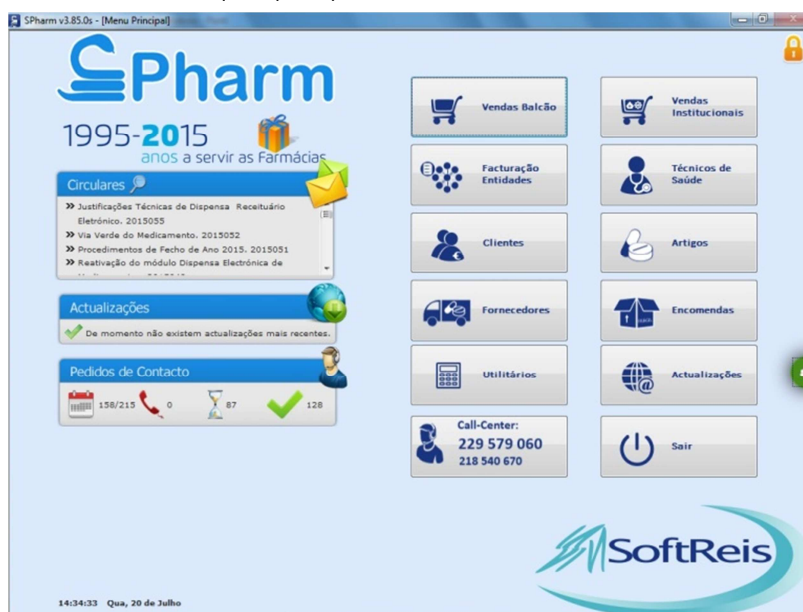 SPharm v3.85.0s - [Menu Principal]
SPharm
1995-2015
anos a servir as Farmácias
Circulares
>> Justificações Técnicas de Dispensa Receituário
Eletrónico. 2015055
>> Via Verde do Medicamento. 2015052
>> Procedimentos de Fecho de Ano 2015. 2015051
>> Reativação do módulo Dispensa Electrónica de
Actualizações
De momento não existem actualizações mais recentes.
Pedidos de Contacto
158/215 0 87 128
Vendas Balcão
Vendas
Institucionais
Facturação
Entidades
Técnicos de
Saúde
Clientes
Artigos
Fornecedores
Encomendas
Utilitários
Actualizações
Call-Center:
229 579 060
218 540 670
Sair
SoftReis
14:34:33 Qua, 20 de Julho